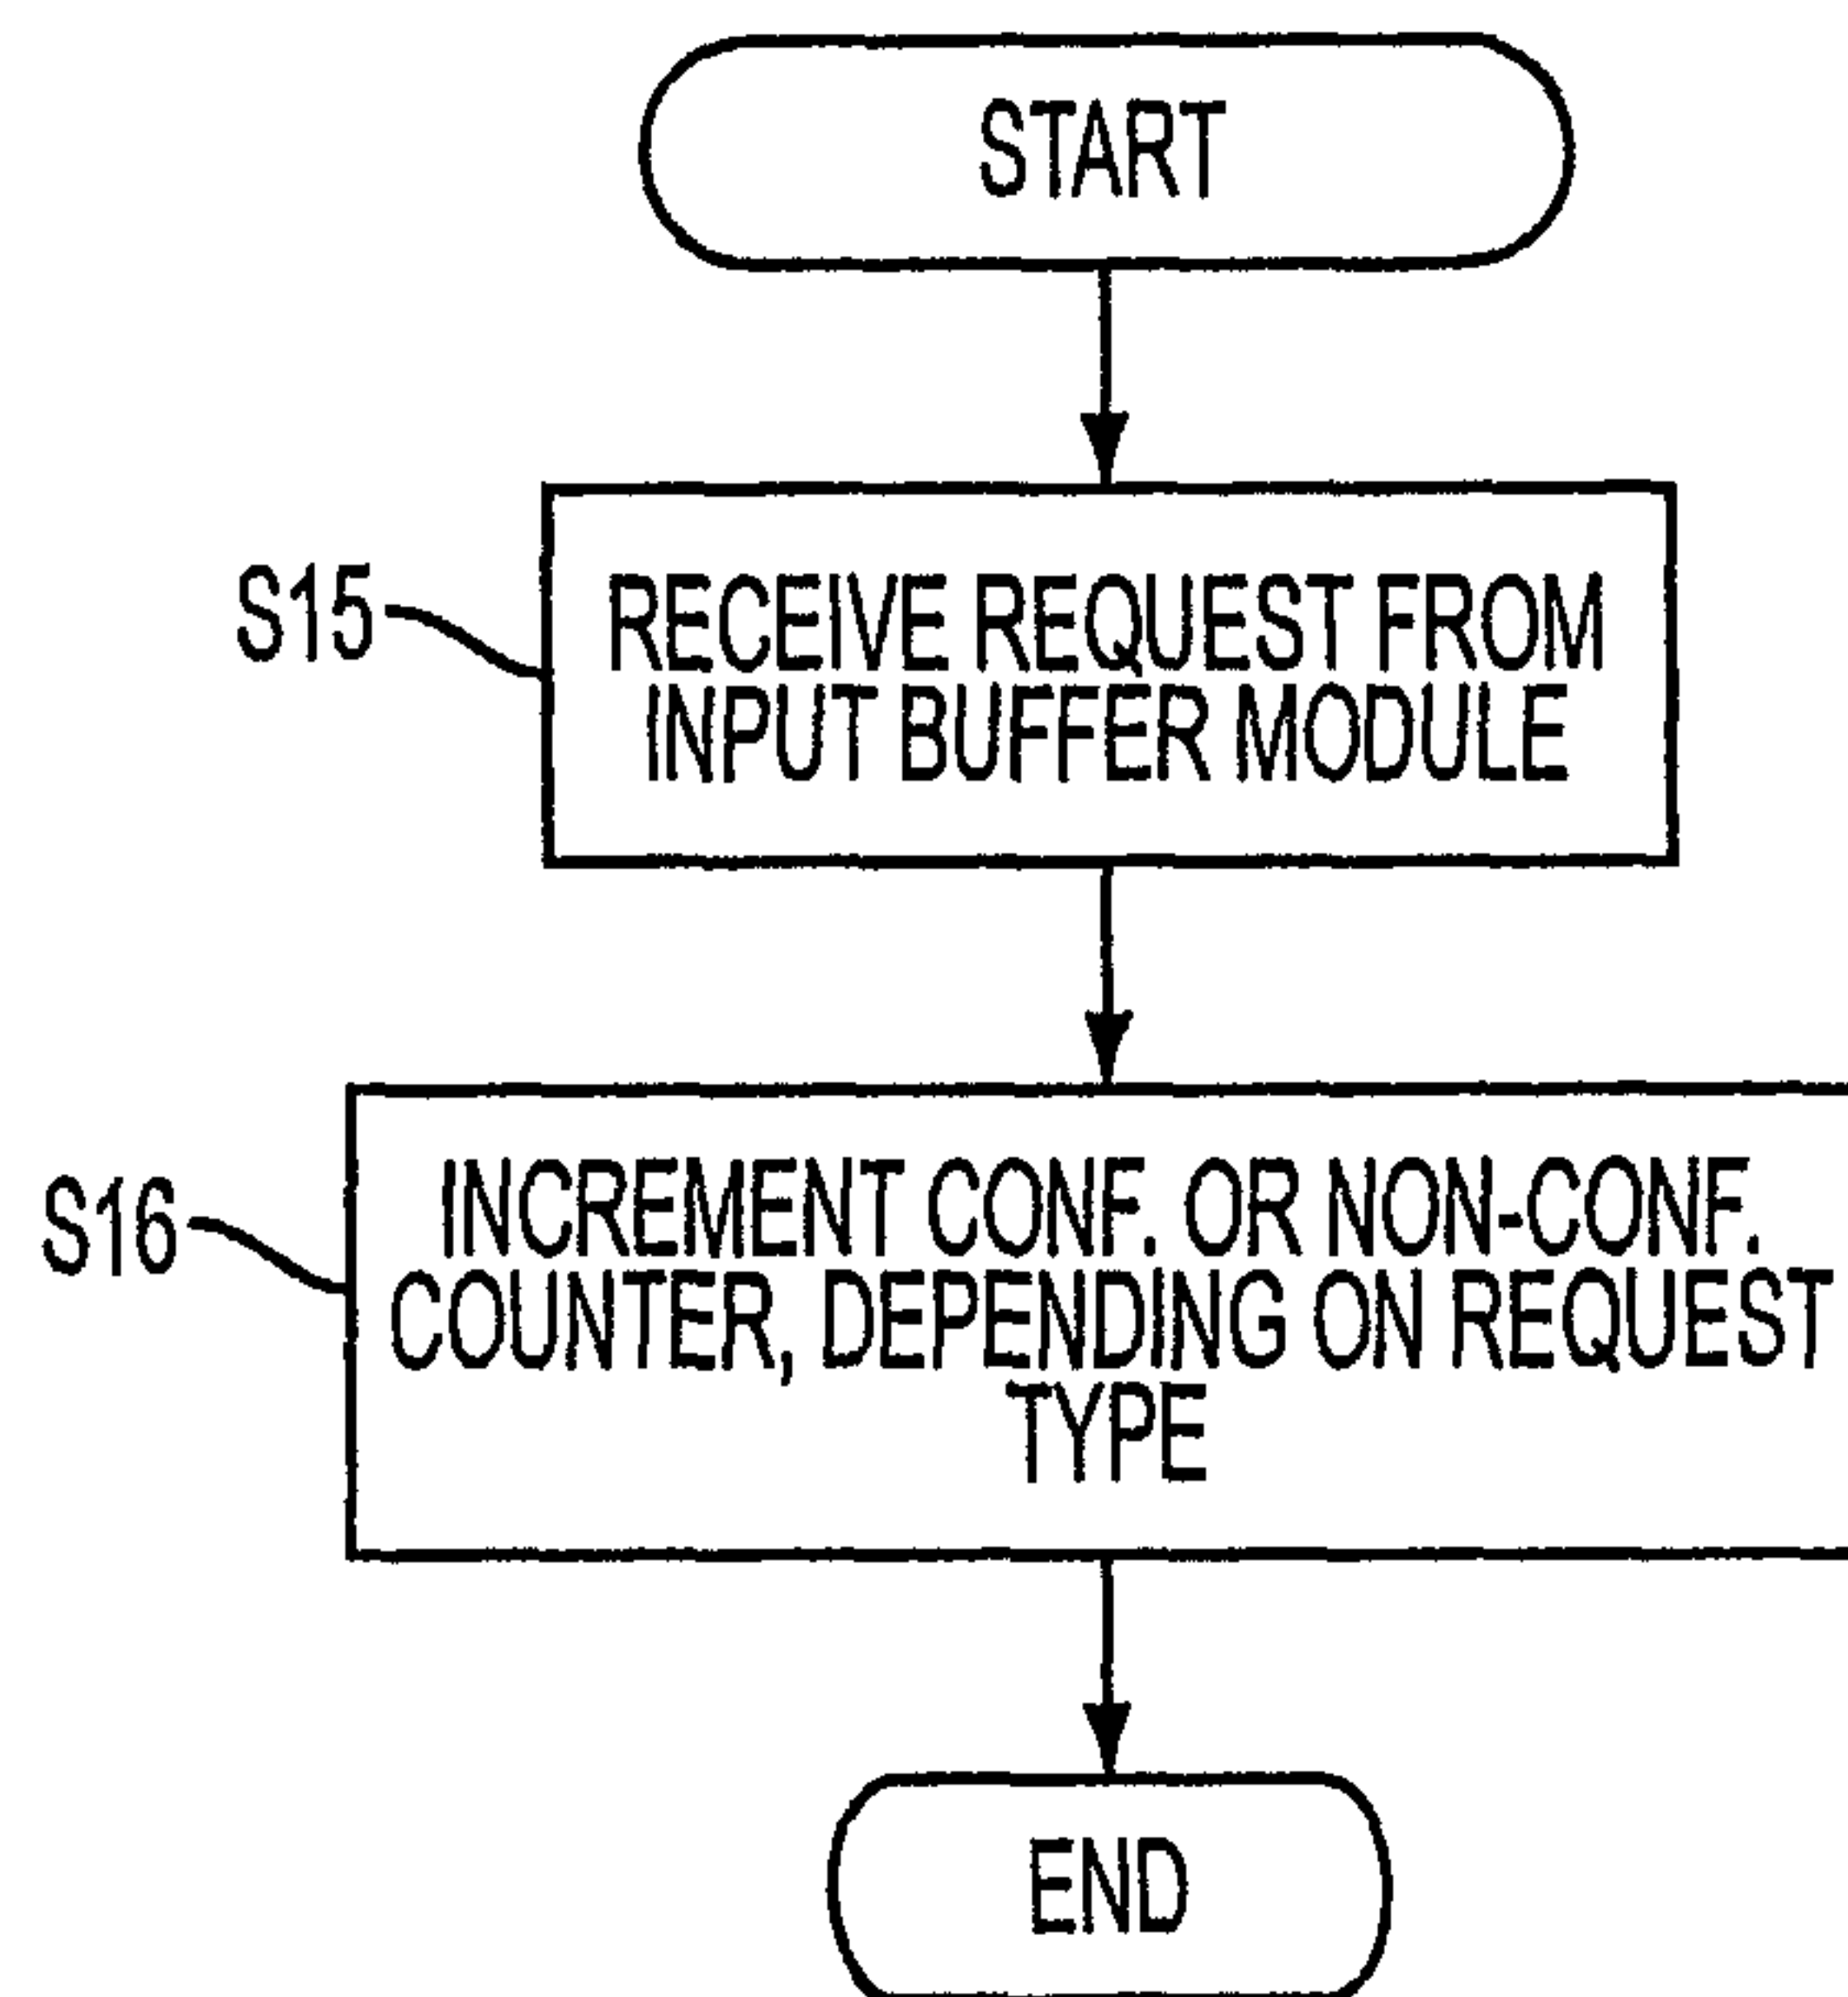 START
S15
RECEIVE REQUEST FROM
INPUT BUFFER MODULE
S16
INCREMENT CONF. OR NON-CONF.
COUNTER, DEPENDING ON REQUEST
TYPE
END